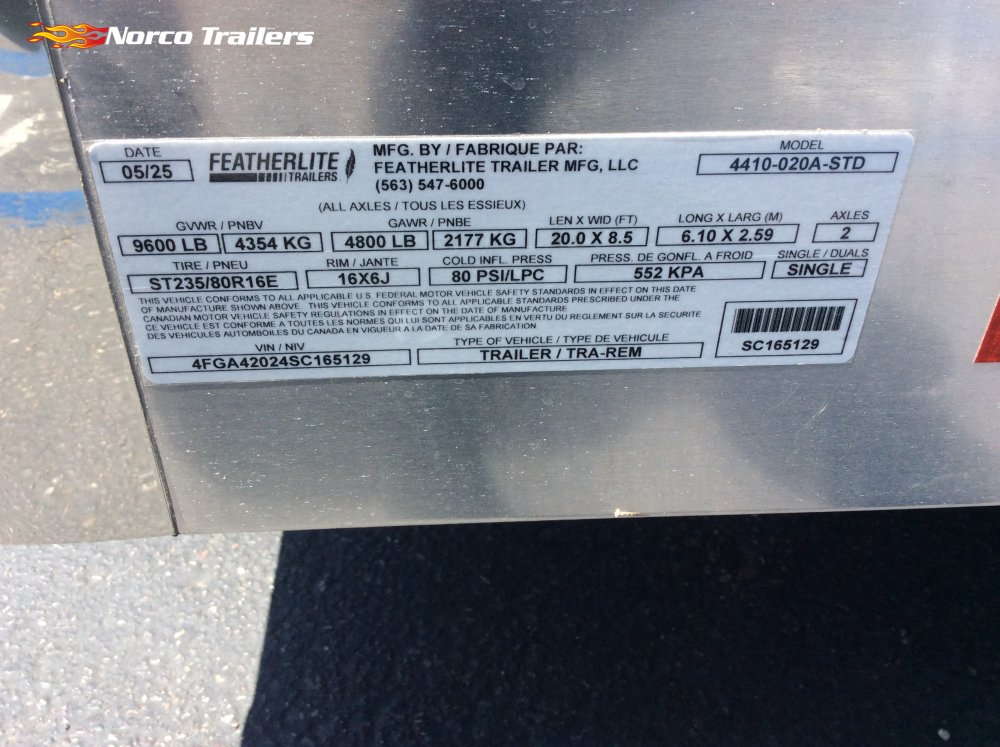 Norco Trailers
DATE
05/25
FEATHERLITE
TRAILERS
MFG. BY / FABRIQUE PAR:
FEATHERLITE TRAILER MFG, LLC
(563) 547-6000
MODEL
4410-020A-STD
(ALL AXLES / TOUS LES ESSIEUX)
GVWR / PNBV GAWR / PNBE LEN X WID (FT) LONG X LARG (M) AXLES
9600 LB 4354 KG 4800 LB 2177 KG 20.0 X 8.5 6.10 X 2.59 2
TIRE / PNEU RIM / JANTE COLD INFL. PRESS PRESS. DE GONFL. A FROID SINGLE / DUALS
ST235/80R16E 16X6J 80 PSI/LPC 552 KPA SINGLE
THIS VEHICLE CONFORMS TO ALL APPLICABLE U.S. FEDERAL MOTOR VEHICLE SAFETY STANDARDS IN EFFECT ON THIS DATE
OF MANUFACTURE SHOWN ABOVE. THIS VEHICLE CONFORMS TO ALL APPLICABLE STANDARDS PRESCRIBED UNDER THE
CANADIAN MOTOR VEHICLE SAFETY REGULATIONS IN EFFECT ON THE DATE OF MANUFACTURE
CE VEHICLE EST CONFORME A TOUTES LES NORMES QUI LUI SONT APPLICABLES EN VERTU DU REGLEMENT SUR LA SECURITE
DES VEHICULES AUTOMBOILES DU CANADA EN VIGUEUR A LA DATE DE SA FABRICATION
VIN / NIV TYPE OF VEHICLE / TYPE DE VEHICULE
4FGA42024SC165129 TRAILER / TRA-REM
SC165129